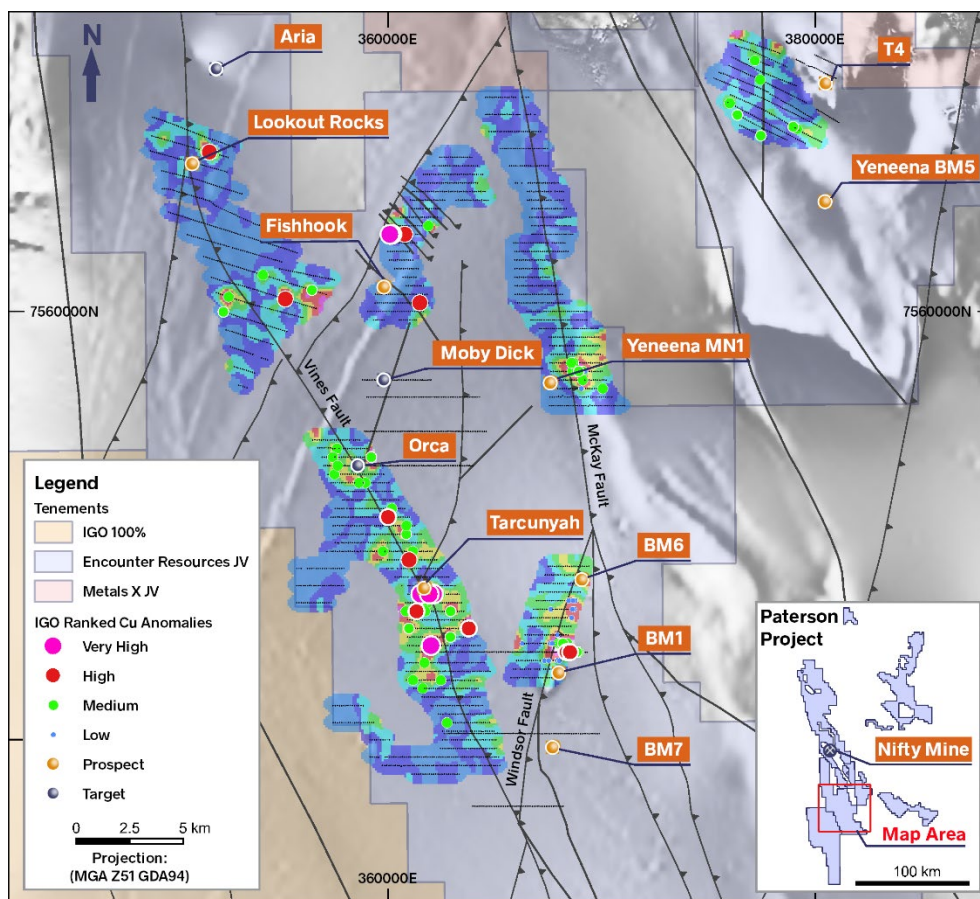 N
Aria
360000E
380000E
T4
Lookout Rocks
Yeneena BM5
Fishhook
7560000N
7560000N
Moby Dick
Yeneena MN1
Vines Fault
McKay Fault
Orca
Tarcunyah
BM6
BM1
Windsor Fault
BM7
360000E
Legend
Tenements
IGO 100%
Encounter Resources JV
Metals X JV
IGO Ranked Cu Anomalies
Very High
High
Medium
Low
Prospect
Target
0 2.5 5 km
Projection:
(MGA Z51 GDA94)
Paterson
Project
Nifty Mine
Map Area
100 km